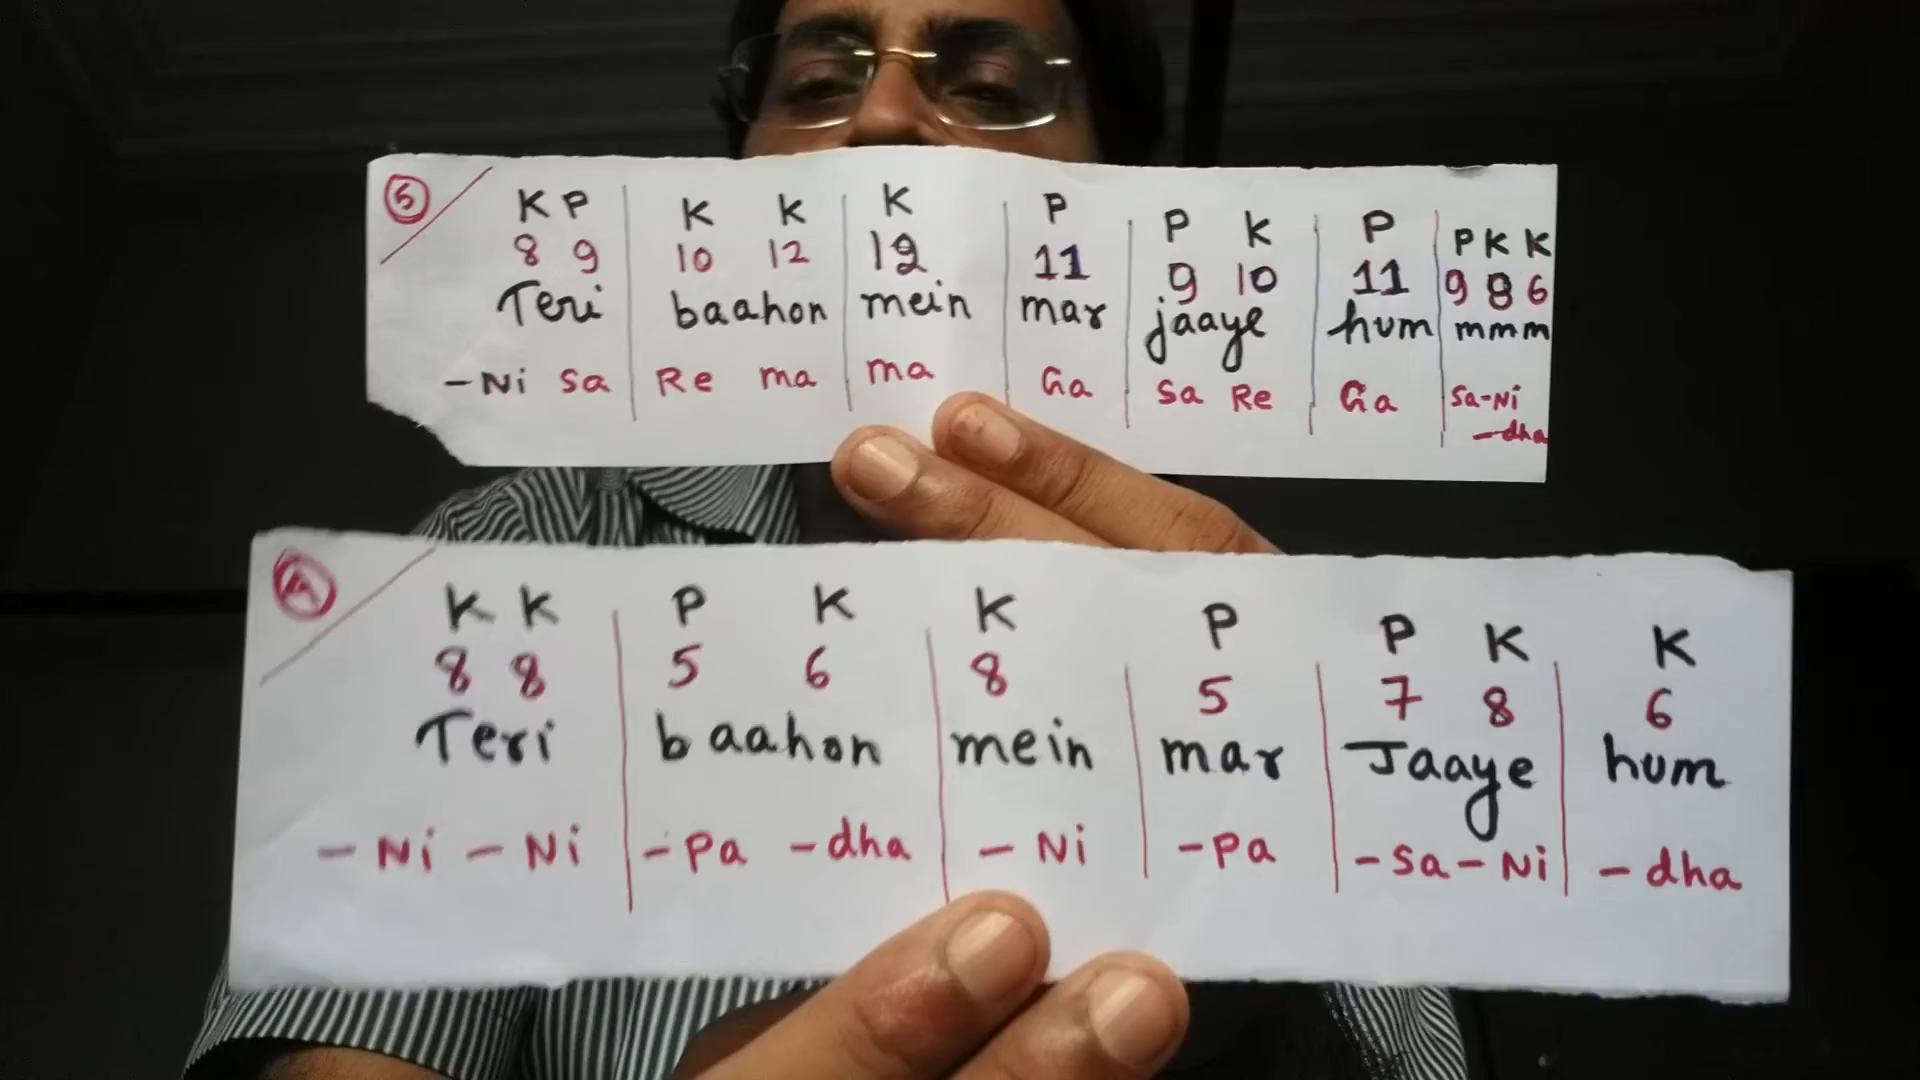 5 K P K K K P P K P P K K
8 9 10 12 12 11 9 10 11 9 8 6
Teri baahon mein mar jaaye hum mmm
-Ni Sa Re ma ma Ga Sa Re Ga Sa-Ni
-dha
K K P K K P P K K
8 8 5 6 8 5 7 8 6
Teri baahon mein mar Jaaye hum
- Ni - Ni -Pa -dha - Ni -Pa -Sa - Ni - dha